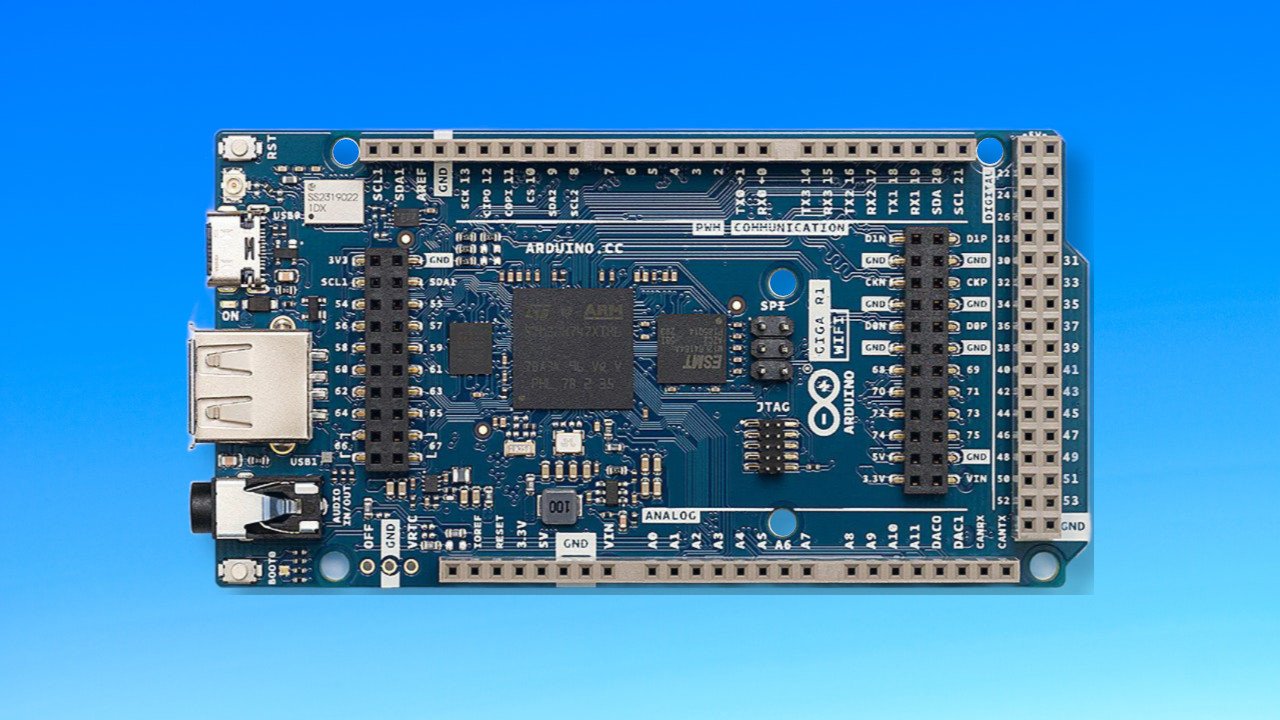 RST
SS2319022
1DX
USB0
ON
USB1
AUDIO
IN/OUT
BOOT0
SCL1
SDA1
AREF
GND
SCK 13
CIPO 12
COPI 11
CS 10
SDA2 9
SCL2 8
7
6
5
4
3
2
TX0 1
RX0 0
TX3 14
RX3 15
TX2 16
RX2 17
TX1 18
RX1 19
SDA 20
SCL 21
PWM
COMMUNICATION
ARDUINO.CC
DIGITAL
5V
22
24
26
28
30
31
32
33
34
35
36
37
38
39
40
41
42
43
44
45
46
47
48
49
50
51
52
53
GND
3V3
GND
SCL1
SDA1
54
55
56
57
58
59
60
61
62
63
64
65
66
67
ARM
ESMT
SPI
JTAG
GIGA R1
WIFI
®
ARDUINO
D1N
D1P
GND
GND
CKN
CKP
GND
GND
D0N
D0P
GND
GND
68
69
70
71
72
73
74
75
5V
GND
3.3V
VIN
100
ANALOG
OFF
GND
VRTC
IOREF
RESET
3.3V
5V
GND
VIN
A0
A1
A2
A3
A4
A5
A6
A7
A8
A9
A10
A11
DAC0
DAC1
CANRX
CANTX